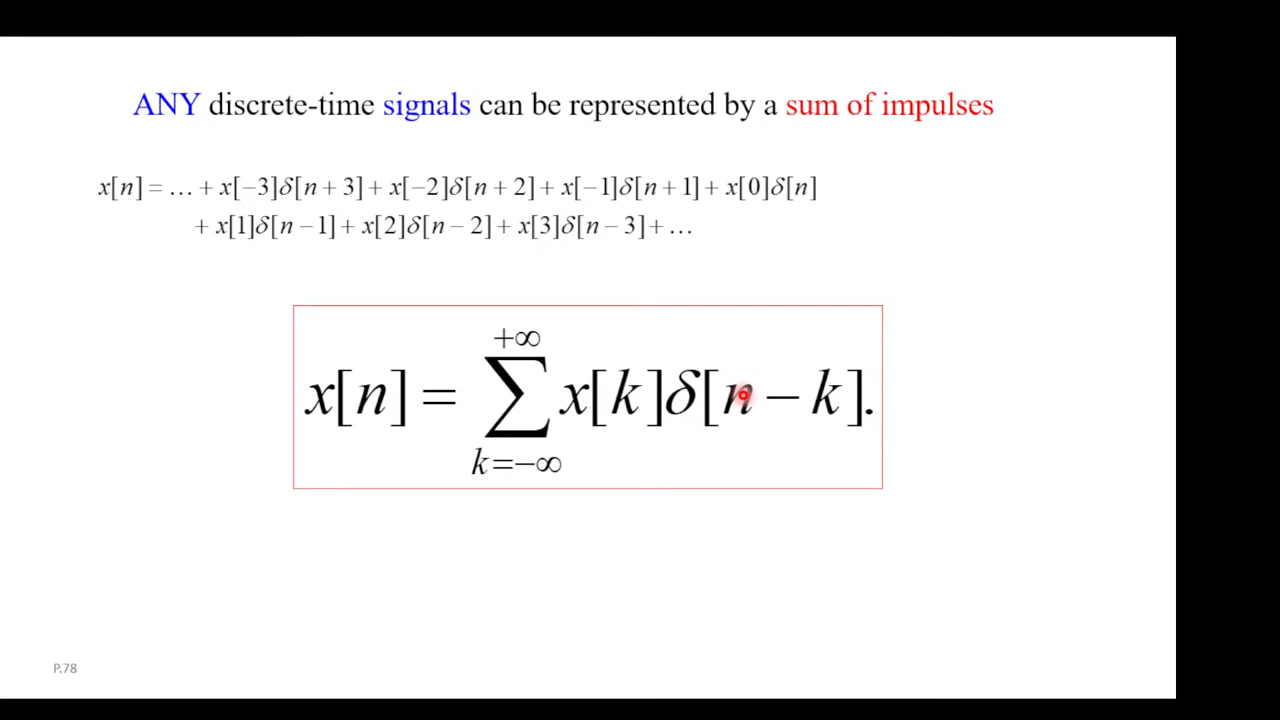 ANY discrete-time signals can be represented by a sum of impulses
x[n] = … + x[−3]δ[n + 3] + x[−2]δ[n + 2] + x[−1]δ[n + 1] + x[0]δ[n]
+ x[1]δ[n − 1] + x[2]δ[n − 2] + x[3]δ[n − 3] + …
x[n] = ∑_{k=−∞}^{+∞} x[k]δ[n − k].
P.78